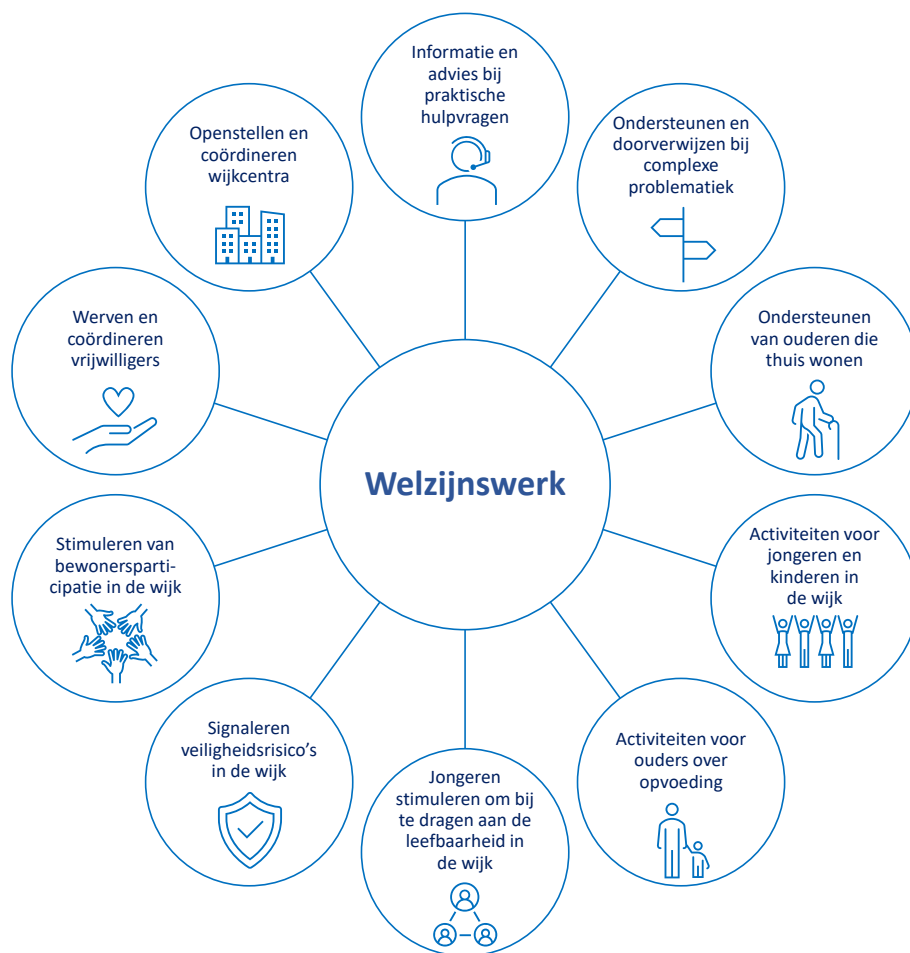 Informatie en
advies bij
praktische
hulpvragen
Ondersteunen en
doorverwijzen bij
complexe
problematiek
Ondersteunen
van ouderen die
thuis wonen
Activiteiten voor
jongeren en
kinderen in
de wijk
Activiteiten voor
ouders over
opvoeding
Jongeren
stimuleren om bij
te dragen aan de
leefbaarheid in
de wijk
Signaleren
veiligheidsrisico's
in de wijk
Stimuleren van
bewonersparti-
cipatie in de wijk
Werven en
coördineren
vrijwilligers
Openstellen en
coördineren
wijkcentra
Welzijnswerk